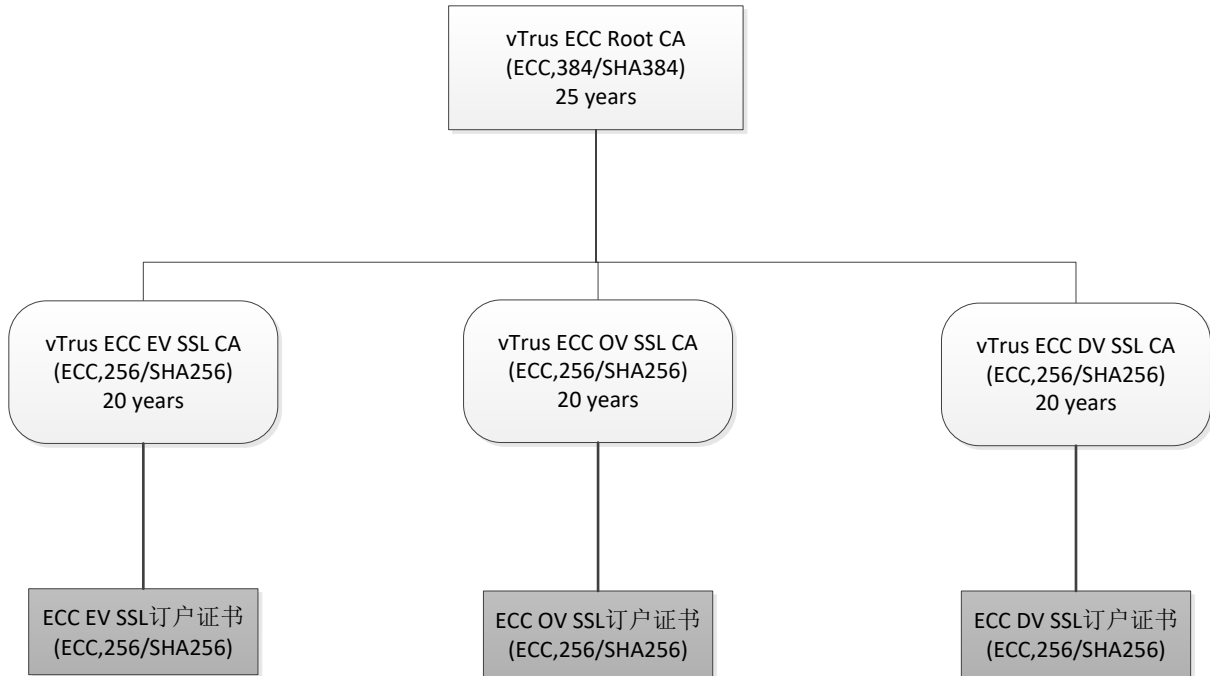 vTrus ECC Root CA
(ECC,384/SHA384)
25 years
vTrus ECC EV SSL CA
(ECC,256/SHA256)
20 years
vTrus ECC OV SSL CA
(ECC,256/SHA256)
20 years
vTrus ECC DV SSL CA
(ECC,256/SHA256)
20 years
ECC EV SSL订户证书
(ECC,256/SHA256)
ECC OV SSL订户证书
(ECC,256/SHA256)
ECC DV SSL订户证书
(ECC,256/SHA256)